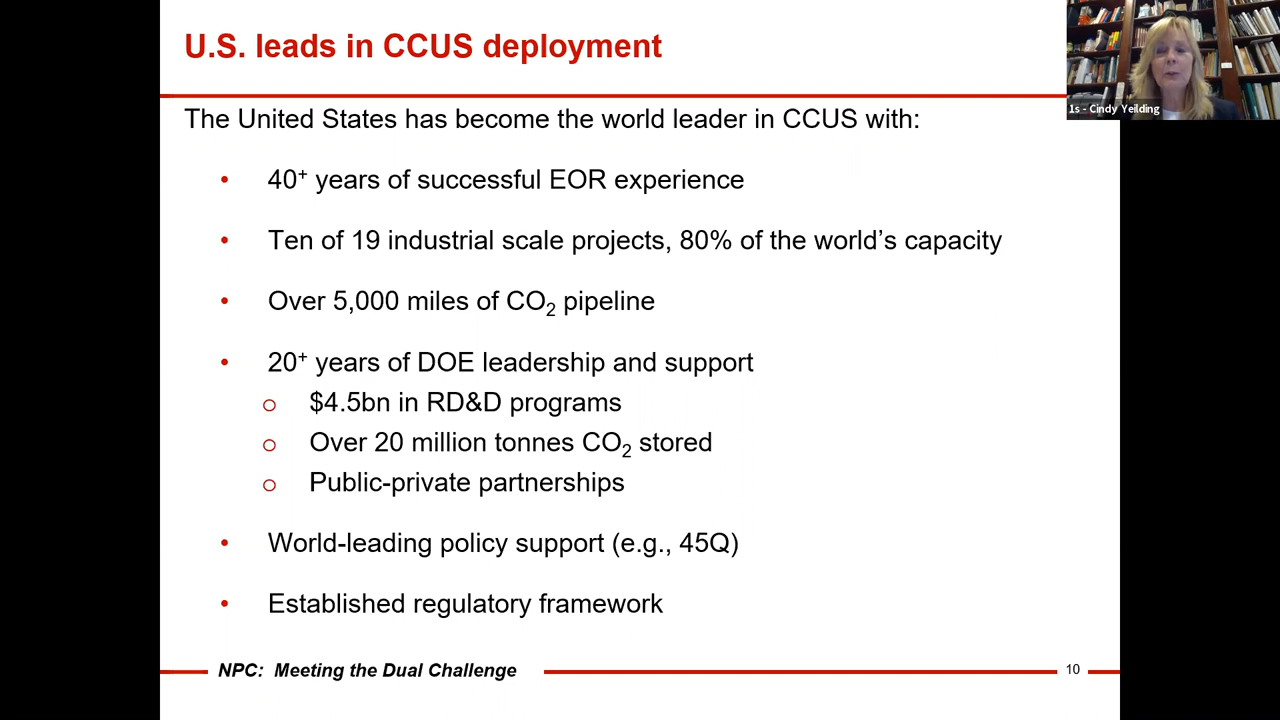 U.S. leads in CCUS deployment
1s - Cindy Yeilding
The United States has become the world leader in CCUS with:
• 40⁺ years of successful EOR experience
• Ten of 19 industrial scale projects, 80% of the world's capacity
• Over 5,000 miles of CO₂ pipeline
• 20⁺ years of DOE leadership and support
o $4.5bn in RD&D programs
o Over 20 million tonnes CO₂ stored
o Public-private partnerships
• World-leading policy support (e.g., 45Q)
• Established regulatory framework
NPC: Meeting the Dual Challenge
10